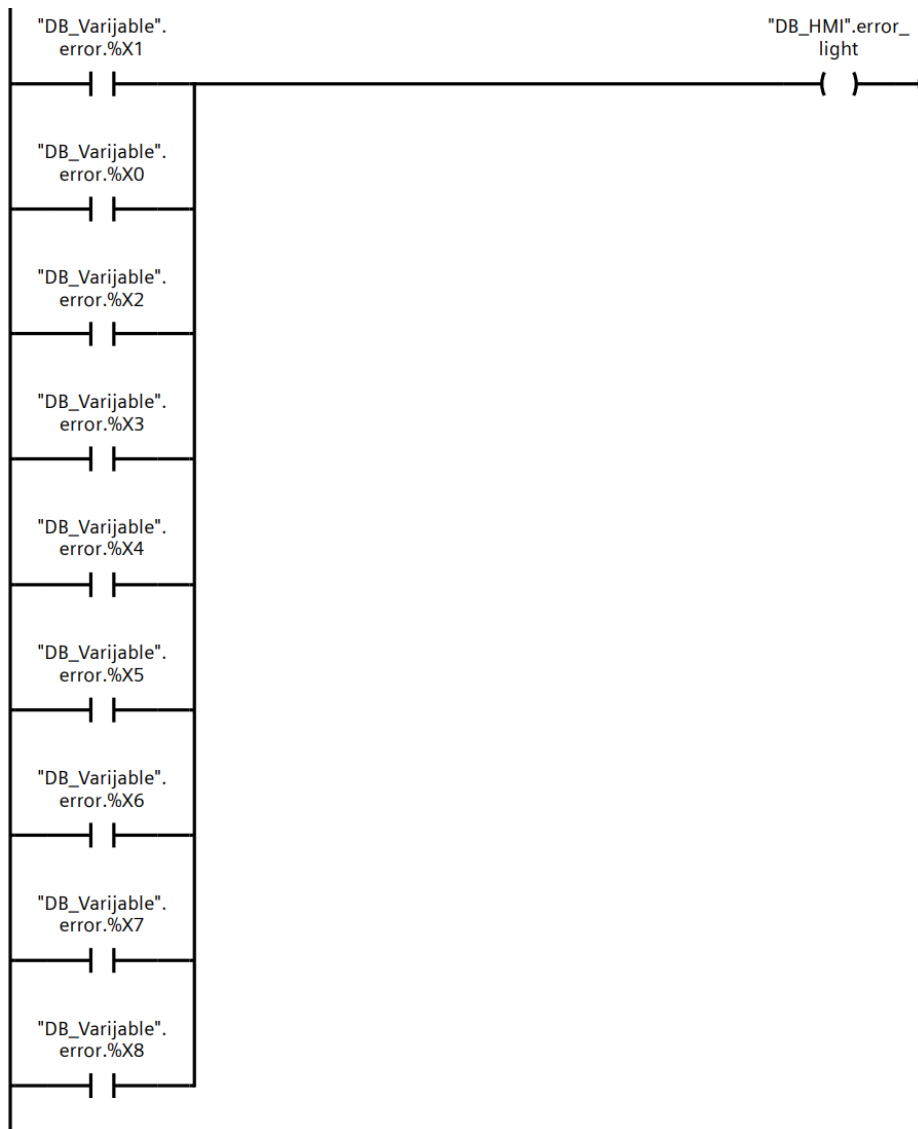 "DB_Varijable".
error.%X1
"DB_HMI".error_
light
"DB_Varijable".
error.%X0
"DB_Varijable".
error.%X2
"DB_Varijable".
error.%X3
"DB_Varijable".
error.%X4
"DB_Varijable".
error.%X5
"DB_Varijable".
error.%X6
"DB_Varijable".
error.%X7
"DB_Varijable".
error.%X8